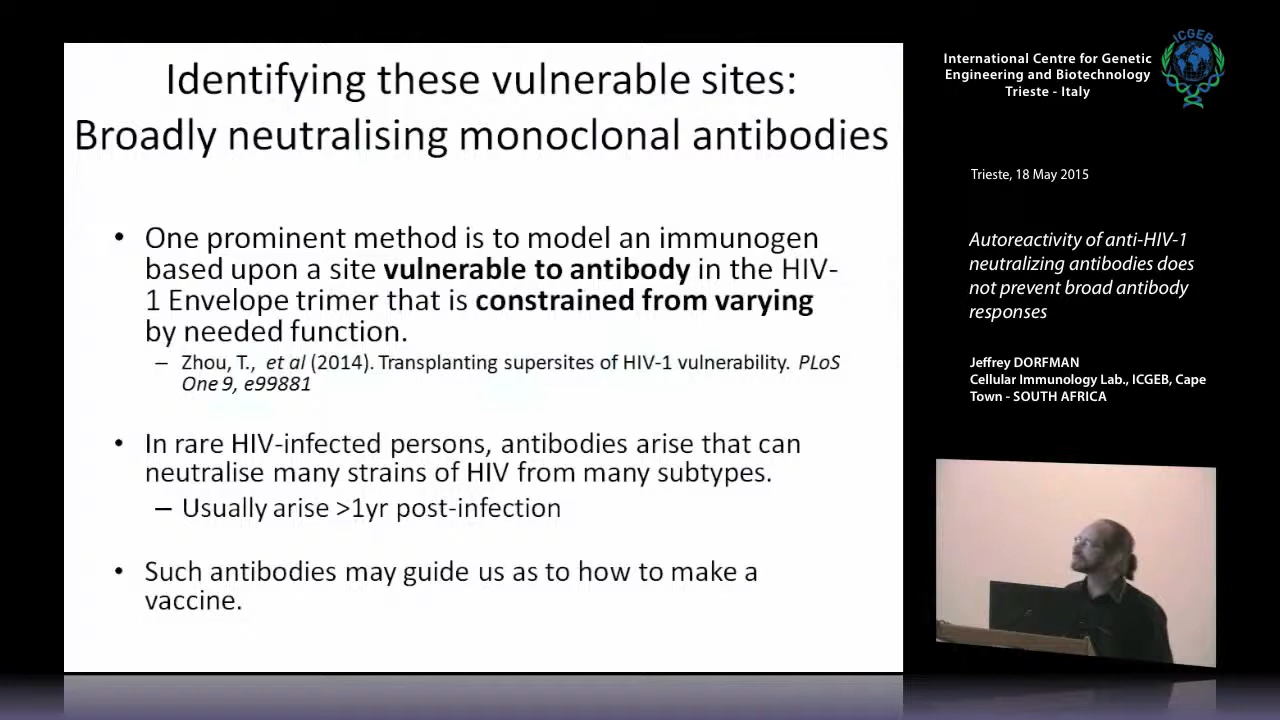 Identifying these vulnerable sites:
Broadly neutralising monoclonal antibodies
• One prominent method is to model an immunogen
based upon a site vulnerable to antibody in the HIV-
1 Envelope trimer that is constrained from varying
by needed function.
– Zhou, T., et al (2014). Transplanting supersites of HIV-1 vulnerability. PLoS
One 9, e99881
• In rare HIV-infected persons, antibodies arise that can
neutralise many strains of HIV from many subtypes.
– Usually arise >1yr post-infection
• Such antibodies may guide us as to how to make a
vaccine.
International Centre for Genetic
Engineering and Biotechnology
Trieste - Italy
ICGEB
Trieste, 18 May 2015
Autoreactivity of anti-HIV-1
neutralizing antibodies does
not prevent broad antibody
responses
Jeffrey DORFMAN
Cellular Immunology Lab., ICGEB, Cape
Town - SOUTH AFRICA